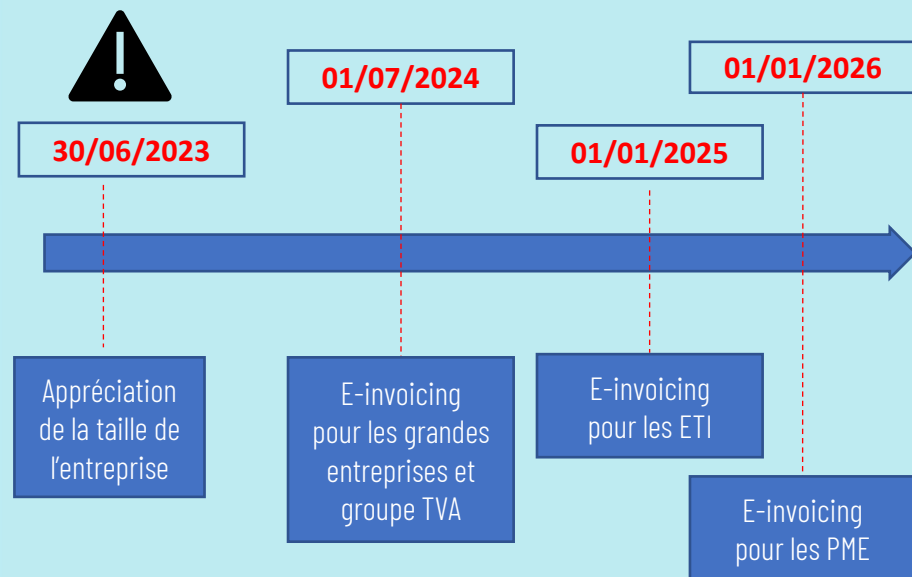 30/06/2023
01/07/2024
01/01/2025
01/01/2026
Appréciation
de la taille de
l’entreprise
E-invoicing
pour les grandes
entreprises et
groupe TVA
E-invoicing
pour les ETI
E-invoicing
pour les PME